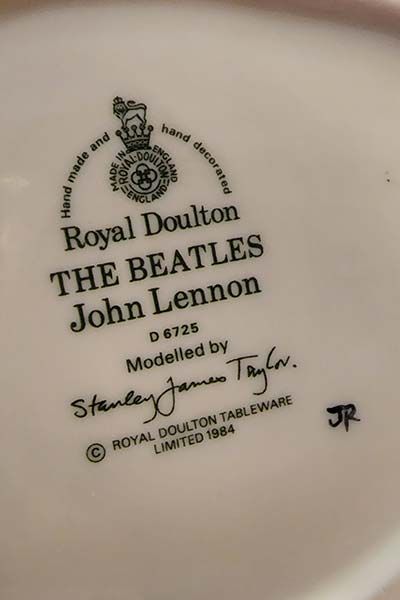 Hand made and hand decorated
MADE IN ENGLAND
ROYAL·DOULTON
ENGLAND
Royal Doulton
THE BEATLES
John Lennon
D 6725
Modelled by
Stanley James Taylor.
© ROYAL DOULTON TABLEWARE
LIMITED 1984
JR